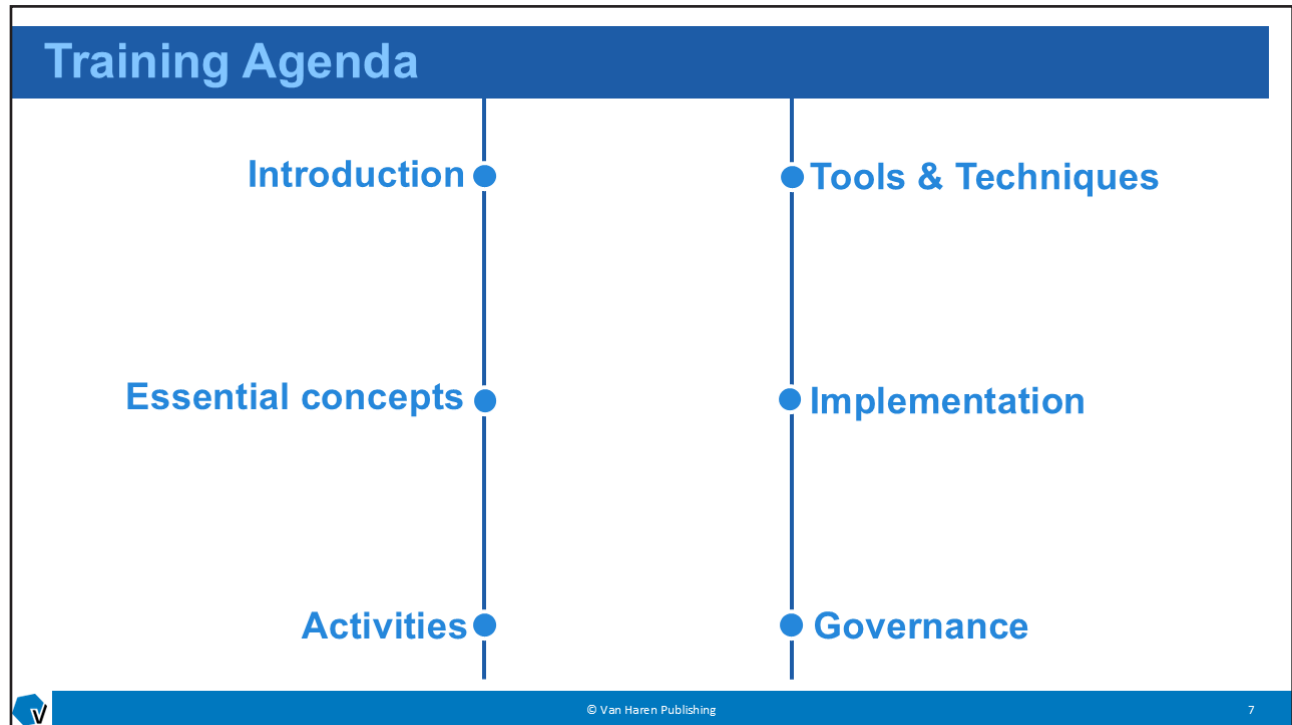 Training Agenda
Introduction
Essential concepts
Activities
Tools & Techniques
Implementation
Governance
V
© Van Haren Publishing
7